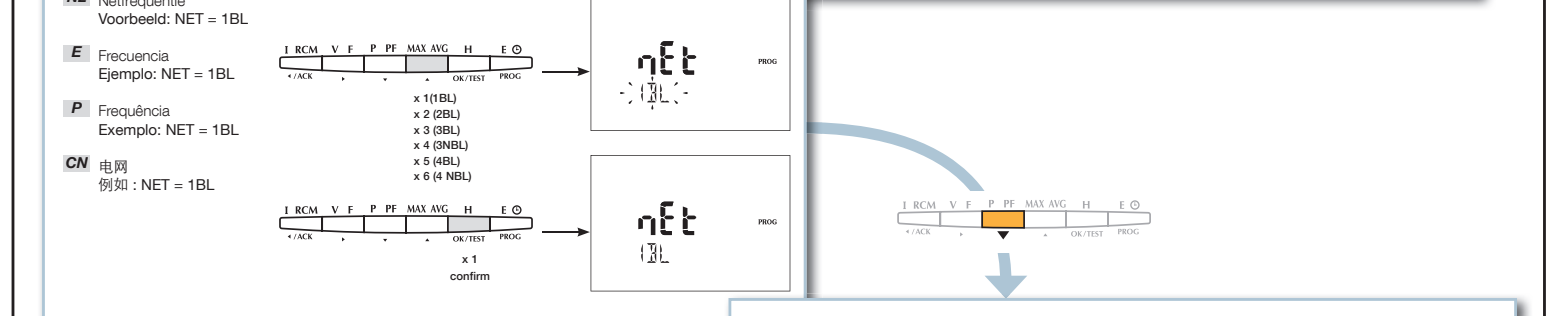 Netfrequentie
Voorbeeld: NET = 1BL
E Frecuencia
Ejemplo: NET = 1BL
P Frequência
Exemplo: NET = 1BL
CN 电网
例如 : NET = 1BL
I RCM V F P PF MAX AVG H E
/ACK OK/TEST PROG
x 1(1BL)
x 2 (2BL)
x 3 (3BL)
x 4 (3NBL)
x 5 (4BL)
x 6 (4 NBL)
nEt
PROG
1BL
I RCM V F P PF MAX AVG H E
/ACK OK/TEST PROG
x 1
confirm
nEt
PROG
1BL
I RCM V F P PF MAX AVG H E
/ACK OK/TEST PROG